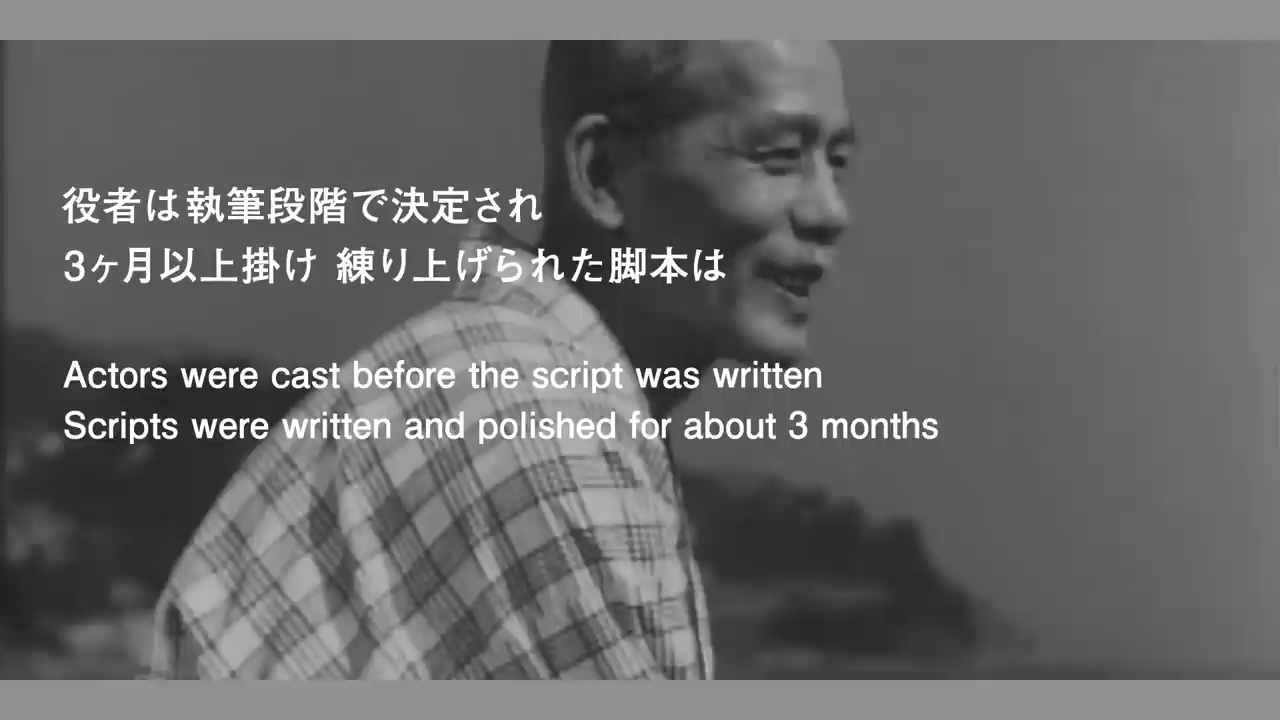 役者は執筆段階で決定され
3ヶ月以上掛け 練り上げられた脚本は
Actors were cast before the script was written
Scripts were written and polished for about 3 months